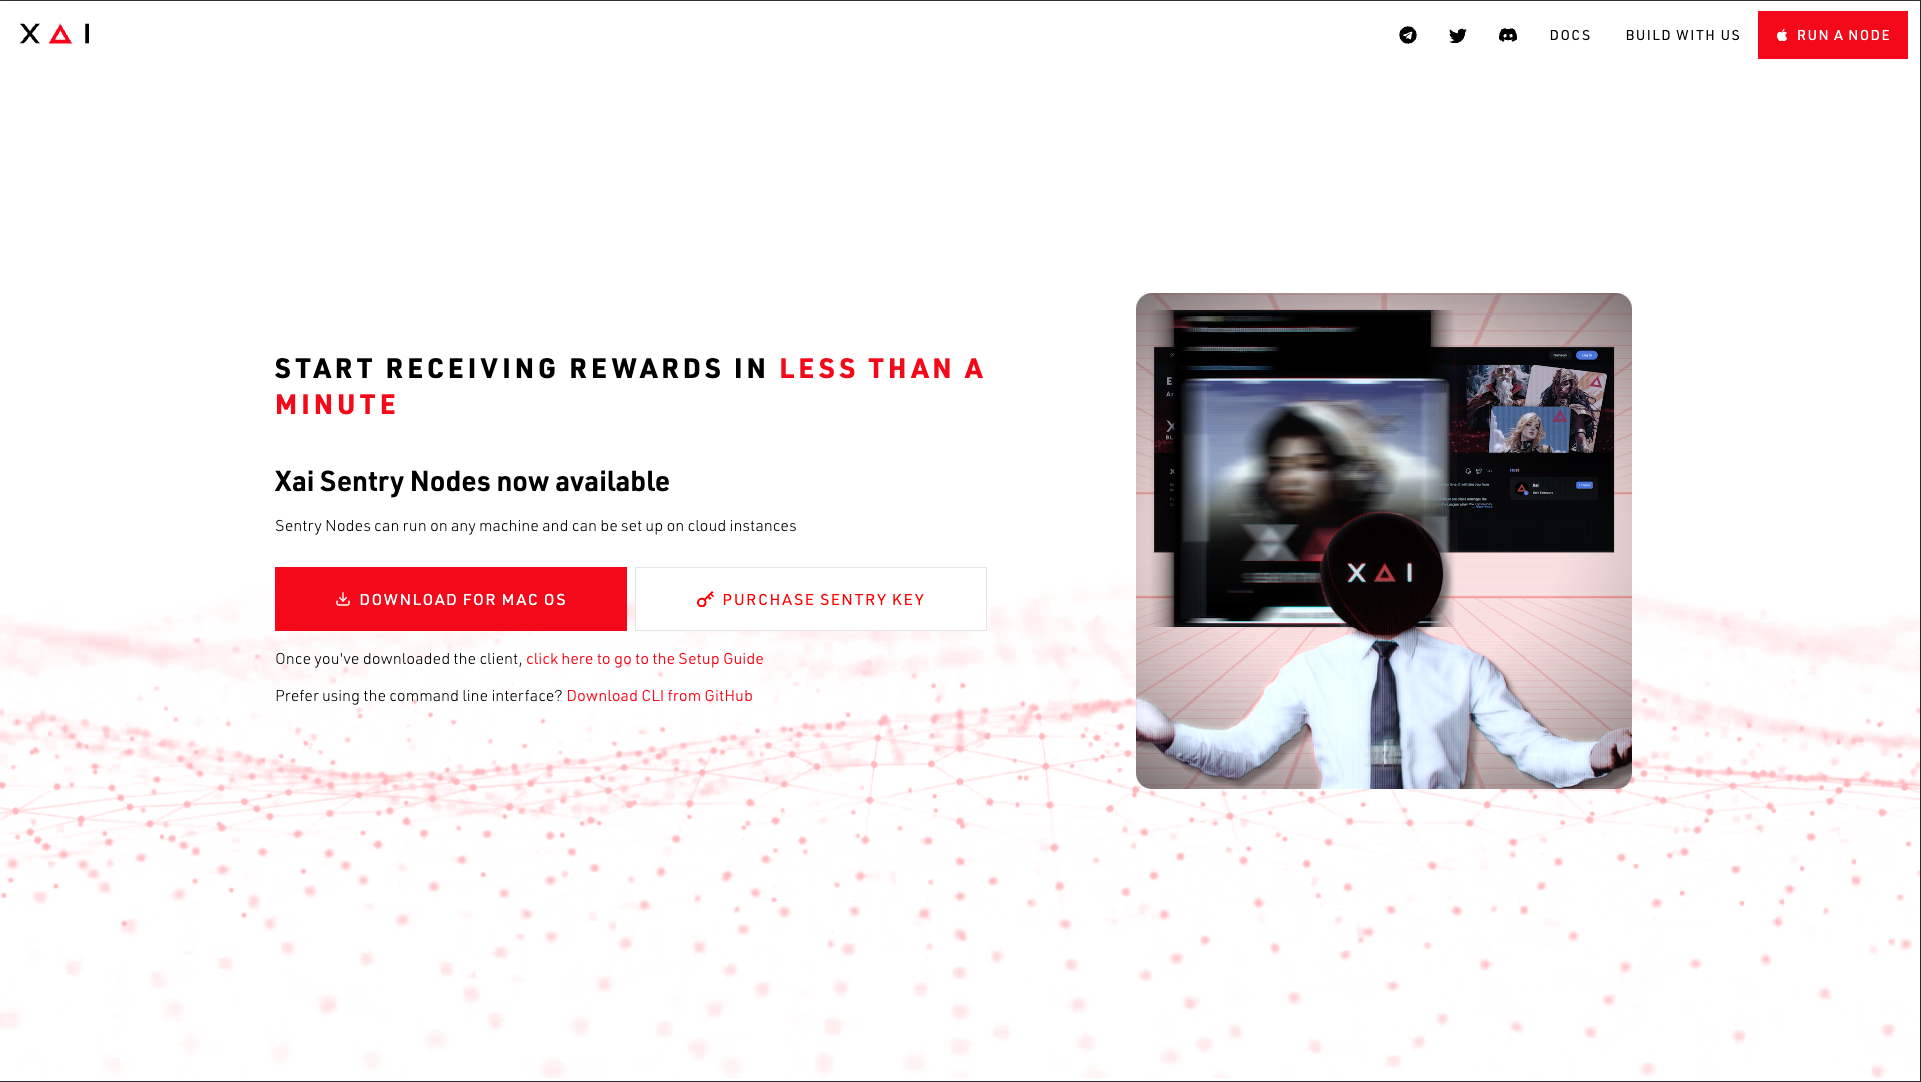 XAI
DOCS
BUILD WITH US
RUN A NODE
START RECEIVING REWARDS IN LESS THAN A
MINUTE
Xai Sentry Nodes now available
Sentry Nodes can run on any machine and can be set up on cloud instances
DOWNLOAD FOR MAC OS
PURCHASE SENTRY KEY
Once you've downloaded the client, click here to go to the Setup Guide
Prefer using the command line interface? Download CLI from GitHub
XAI